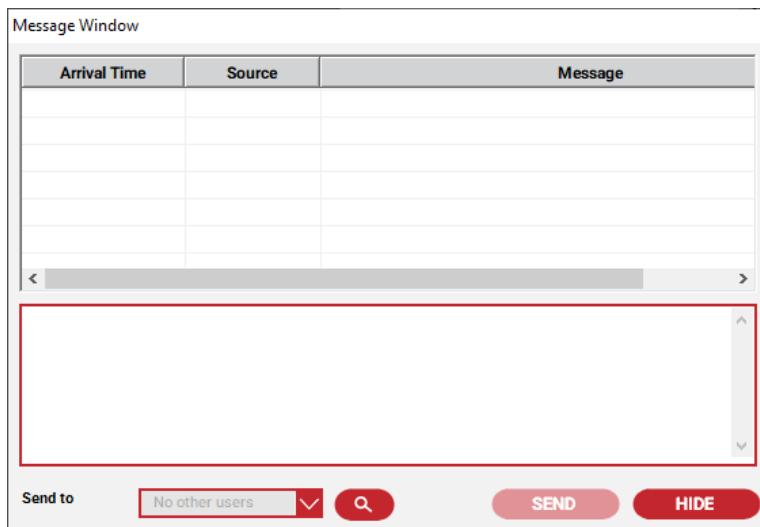 Message Window
Arrival Time Source Message
Send to No other users SEND HIDE